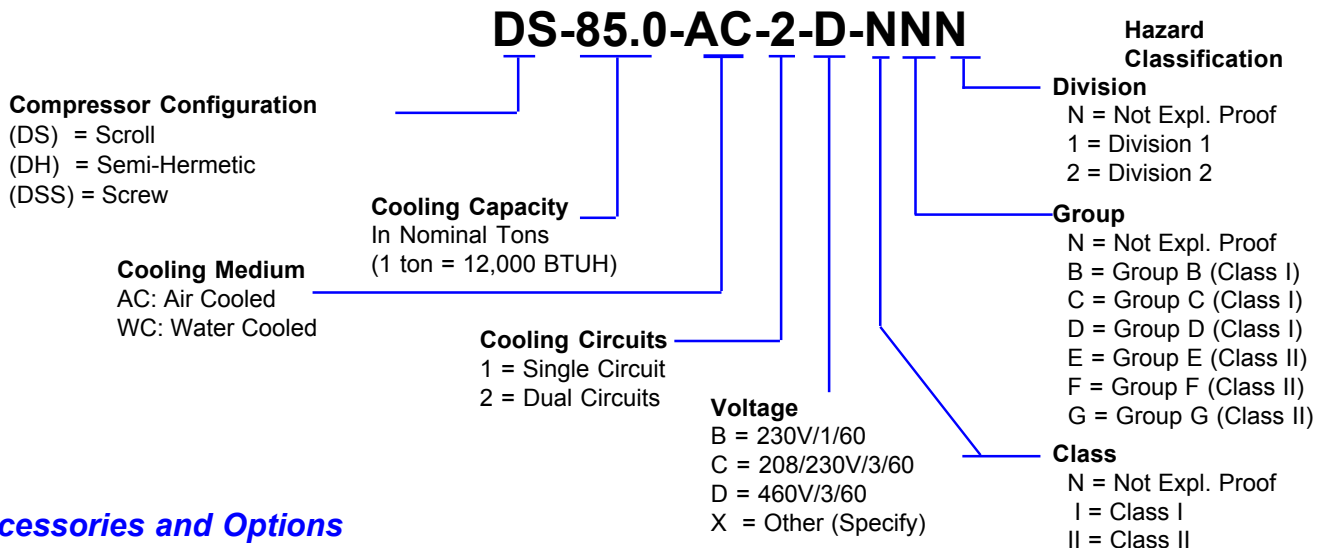 DS-85.0-AC-2-D-NNN
Hazard
Classification
Compressor Configuration
(DS) = Scroll
(DH) = Semi-Hermetic
(DSS) = Screw
Cooling Capacity
In Nominal Tons
(1 ton = 12,000 BTUH)
Cooling Medium
AC: Air Cooled
WC: Water Cooled
Cooling Circuits
1 = Single Circuit
2 = Dual Circuits
Voltage
B = 230V/1/60
C = 208/230V/3/60
D = 460V/3/60
X = Other (Specify)
Division
N = Not Expl. Proof
1 = Division 1
2 = Division 2
Group
N = Not Expl. Proof
B = Group B (Class I)
C = Group C (Class I)
D = Group D (Class I)
E = Group E (Class II)
F = Group F (Class II)
G = Group G (Class II)
Class
N = Not Expl. Proof
I = Class I
II = Class II
cessories and Options